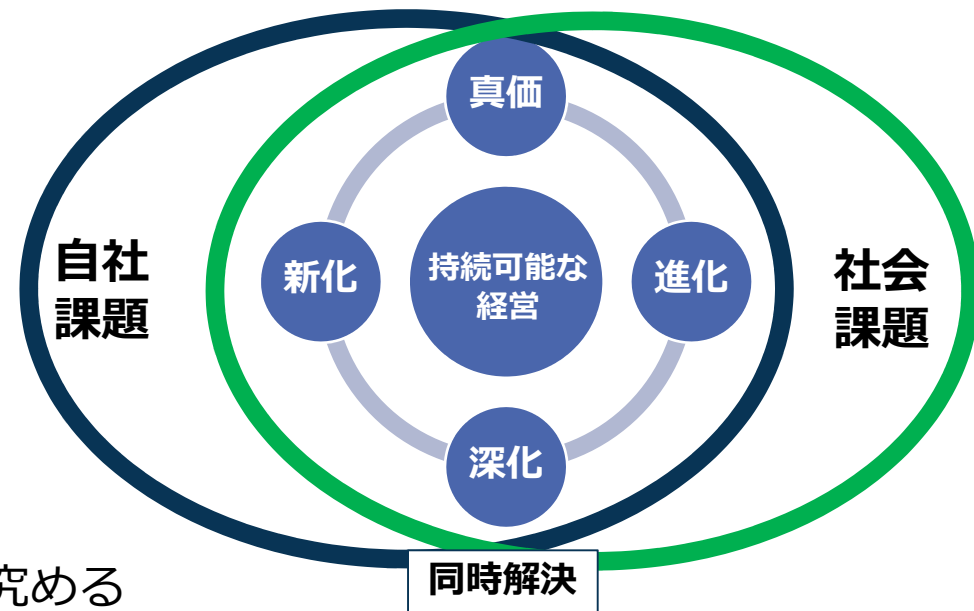 真価
自社
課題
新化
持続可能な
経営
進化
社会
課題
深化
同時解決
究める